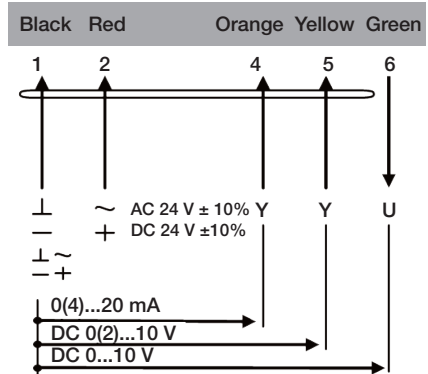 Black Red Orange Yellow Green
1 2 4 5 6
⊥ ~ AC 24 V ± 10% Y Y U
− + DC 24 V ±10%
⊥ ~
− +
0(4)...20 mA
DC 0(2)...10 V
DC 0...10 V